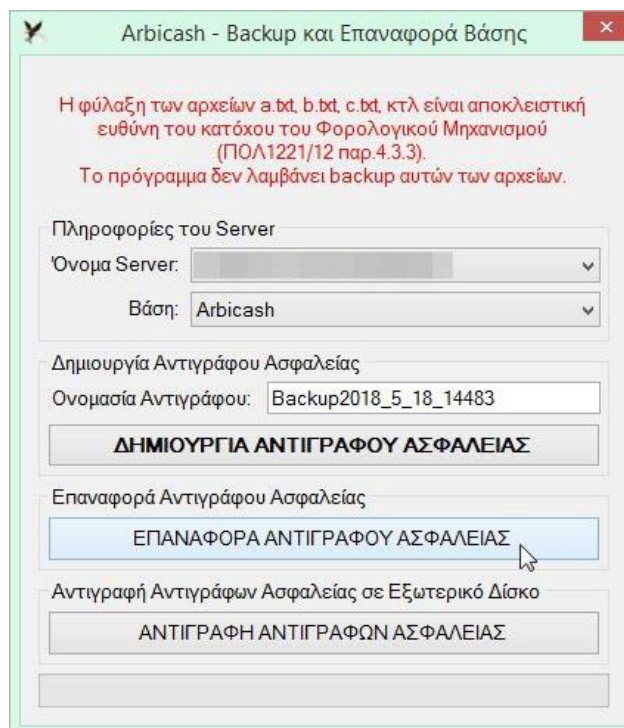 Arbicash - Backup και Επαναφορά Βάσης
Η φύλαξη των αρχείων a.txt, b.txt, c.txt, κτλ είναι αποκλειστική
ευθύνη του κατόχου του Φορολογικού Μηχανισμού
(ΠΟΛ1221/12 παρ.4.3.3).
Το πρόγραμμα δεν λαμβάνει backup αυτών των αρχείων.
Πληροφορίες του Server
Όνομα Server:
Βάση: Arbicash
Δημιουργία Αντιγράφου Ασφαλείας
Ονομασία Αντιγράφου: Backup2018_5_18_14483
ΔΗΜΙΟΥΡΓΙΑ ΑΝΤΙΓΡΑΦΟΥ ΑΣΦΑΛΕΙΑΣ
Επαναφορά Αντιγράφου Ασφαλείας
ΕΠΑΝΑΦΟΡΑ ΑΝΤΙΓΡΑΦΟΥ ΑΣΦΑΛΕΙΑΣ
Αντιγραφή Αντιγράφων Ασφαλείας σε Εξωτερικό Δίσκο
ΑΝΤΙΓΡΑΦΗ ΑΝΤΙΓΡΑΦΩΝ ΑΣΦΑΛΕΙΑΣ